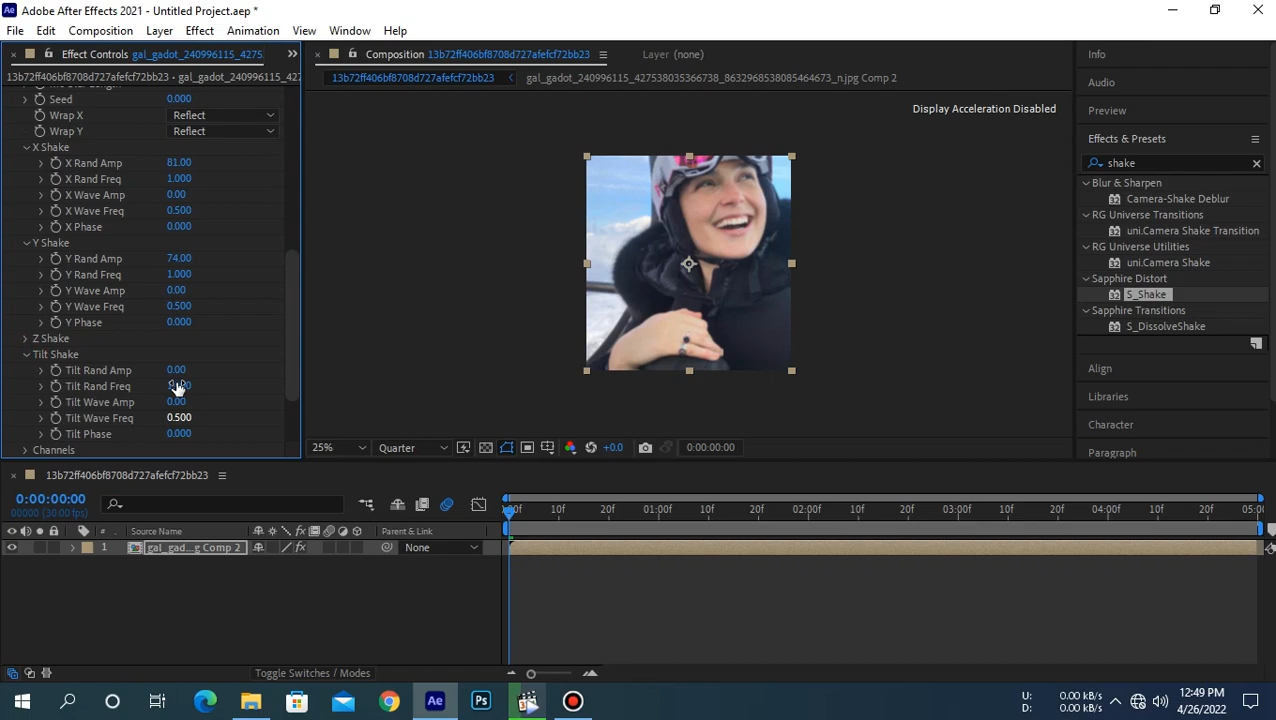 Ae Adobe After Effects 2021 - Untitled Project.aep *
File Edit Composition Layer Effect Animation View Window Help
Effect Controls gal_gadot_240996115_4275
Composition 13b72ff406bf8708d727afefcf72bb23
Layer (none)
Info
13b72ff406bf8708d727afefcf72bb23 • gal_gadot_240996115_427
13b72ff406bf8708d727afefcf72bb23
gal_gadot_240996115_427538035366738_8632968538085464673_n.jpg Comp 2
Audio
Seed 0.000
Display Acceleration Disabled
Preview
Wrap X Reflect
Wrap Y Reflect
Effects & Presets
X Shake
X Rand Amp 81.00
shake
X Rand Freq 1.000
Blur & Sharpen
X Wave Amp 0.00
Camera-Shake Deblur
X Wave Freq 0.500
RG Universe Transitions
X Phase 0.000
uni.Camera Shake Transition
Y Shake
RG Universe Utilities
Y Rand Amp 74.00
uni.Camera Shake
Y Rand Freq 1.000
Sapphire Distort
Y Wave Amp 0.00
S_Shake
Y Wave Freq 0.500
Sapphire Transitions
Y Phase 0.000
S_DissolveShake
Z Shake
Tilt Shake
Tilt Rand Amp 0.00
Align
Tilt Rand Freq
Libraries
Tilt Wave Amp 0.00
Tilt Wave Freq 0.500
Character
Tilt Phase 0.000
Channels
25% Quarter +0.0 0:00:00:00
Paragraph
13b72ff406bf8708d727afefcf72bb23
0:00:00:00
00000 (30.00 fps)
:00f 10f 20f 01:00f 10f 20f 02:00f 10f 20f 03:00f 10f 20f 04:00f 10f 20f 05:0
# Source Name Parent & Link
1 gal_gad...g Comp 2 None
Toggle Switches / Modes
Ae Ps
U: 0.00 kB/s
D: 0.00 kB/s
12:49 PM
4/26/2022